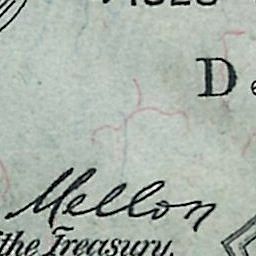 D
Mellon
the Treasury.